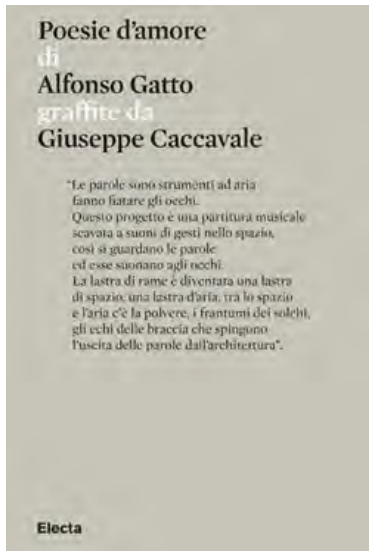 Poesie d'amore
di
Alfonso Gatto
graffite da
Giuseppe Caccavale
"Le parole sono strumenti ad aria
fanno fiatare gli occhi.
Questo progetto è una partitura musicale
scavata a suoni di gesti nello spazio,
così si guardano le parole
ed esse suonano agli occhi.
La lastra di rame è diventata una lastra
di spazio, una lastra d'aria, tra lo spazio
e l'aria c'è la polvere, i frantumi dei solchi,
gli echi delle braccia che spingono
l'uscita delle parole dall'architettura".
Electa